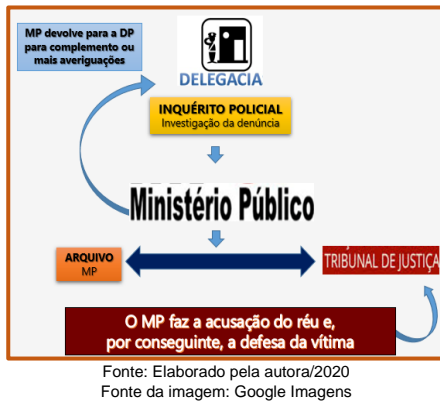 MP devolve para a DP
para complemento ou
mais averiguações
DELEGACIA
INQUÉRITO POLICIAL
Investigação da denúncia
Ministério Público
ARQUIVO
MP
TRIBUNAL DE JUSTIÇA
O MP faz a acusação do réu e,
por conseguinte, a defesa da vítima
Fonte: Elaborado pela autora/2020
Fonte da imagem: Google Imagens